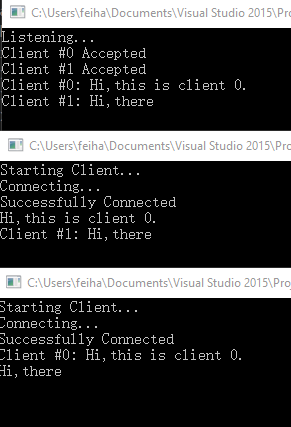 C:\Users\feiha\Documents\Visual Studio 2015\Pro
Listening...
Client #0 Accepted
Client #1 Accepted
Client #0: Hi,this is client 0.
Client #1: Hi,there
C:\Users\feiha\Documents\Visual Studio 2015\Pro
Starting Client...
Connecting...
Successfully Connected
Hi,this is client 0.
Client #1: Hi,there
C:\Users\feiha\Documents\Visual Studio 2015\Proj
Starting Client...
Connecting...
Successfully Connected
Client #0: Hi,this is client 0.
Hi,there